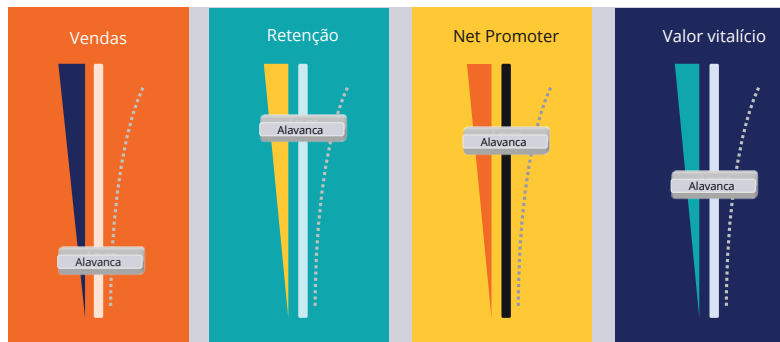 Vendas
Retenção
Net Promoter
Valor vitalício
Alavanca
Alavanca
Alavanca
Alavanca